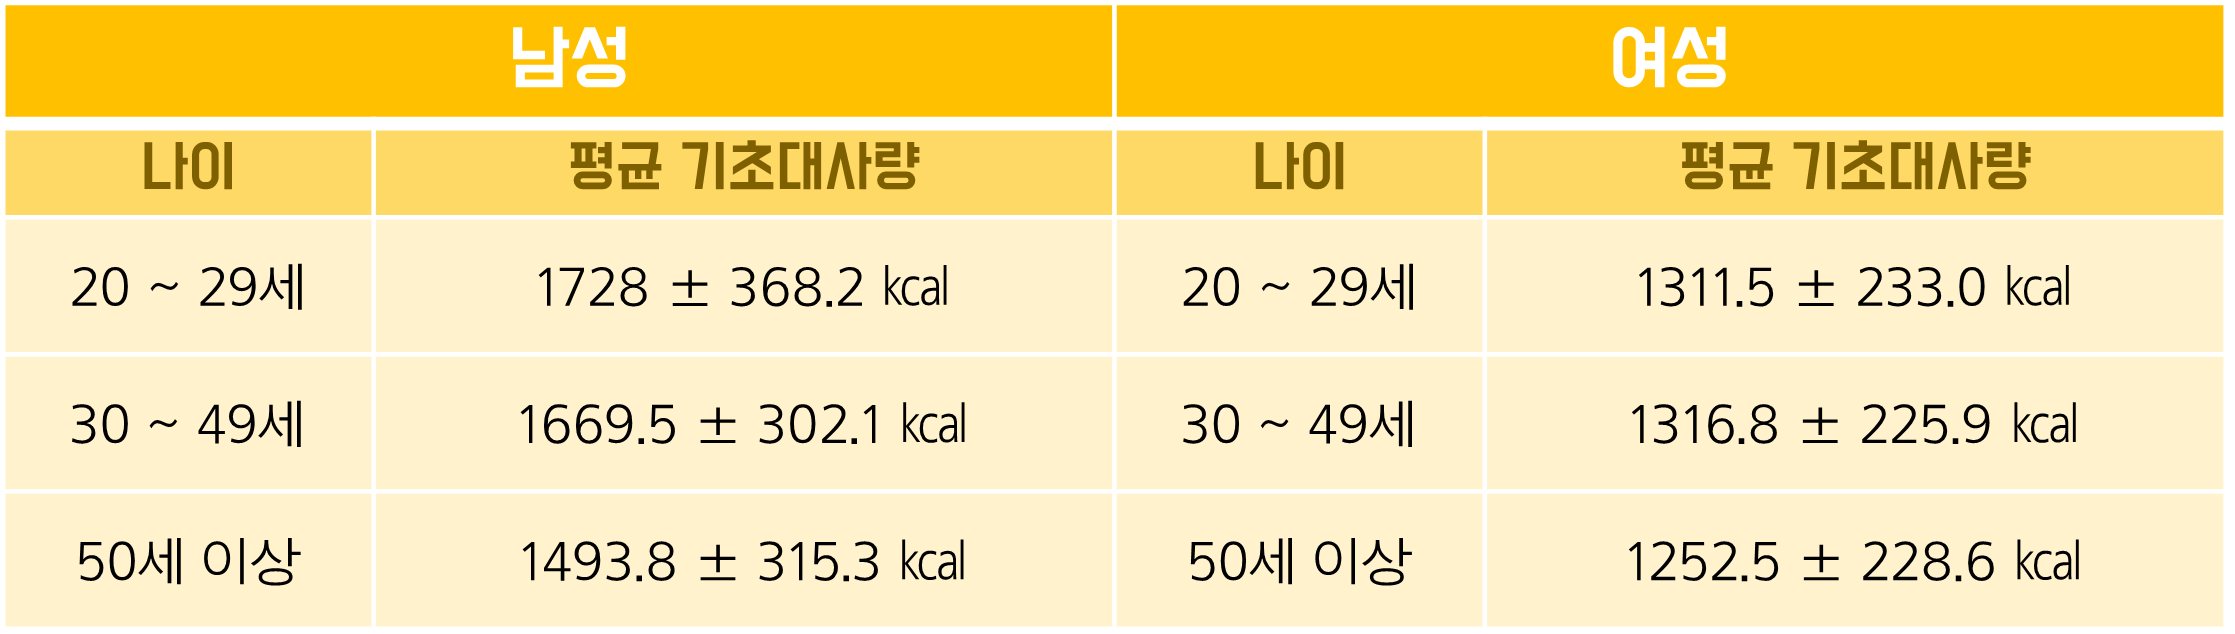 남성 여성
나이 평균 기초대사량 나이 평균 기초대사량
20 ~ 29세 1728 ± 368.2 kcal 20 ~ 29세 1311.5 ± 233.0 kcal
30 ~ 49세 1669.5 ± 302.1 kcal 30 ~ 49세 1316.8 ± 225.9 kcal
50세 이상 1493.8 ± 315.3 kcal 50세 이상 1252.5 ± 228.6 kcal